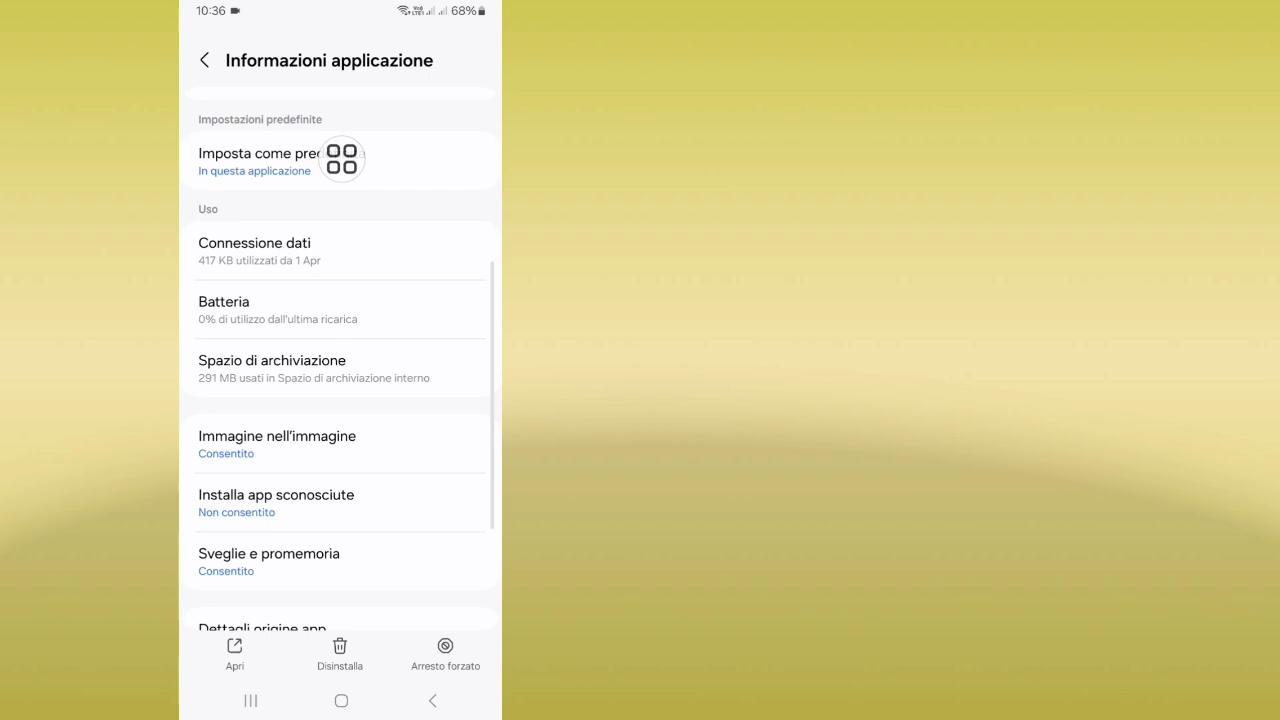 10:36
68%
Informazioni applicazione
Impostazioni predefinite
Imposta come
In questa applicazione
Uso
Connessione dati
417 KB utilizzati da 1 Apr
Batteria
0% di utilizzo dall'ultima ricarica
Spazio di archiviazione
291 MB usati in Spazio di archiviazione interno
Immagine nell'immagine
Consentito
Installa app sconosciute
Non consentito
Sveglie e promemoria
Consentito
Dettagli origine app
Apri
Disinstalla
Arresto forzato